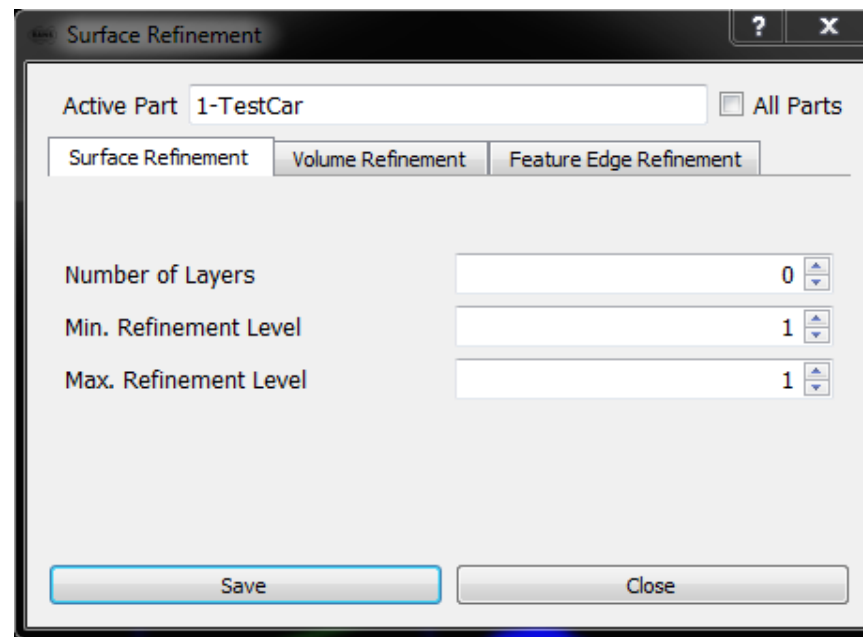 Surface Refinement
Active Part 1-TestCar All Parts
Surface Refinement Volume Refinement Feature Edge Refinement
Number of Layers 0
Min. Refinement Level 1
Max. Refinement Level 1
Save Close